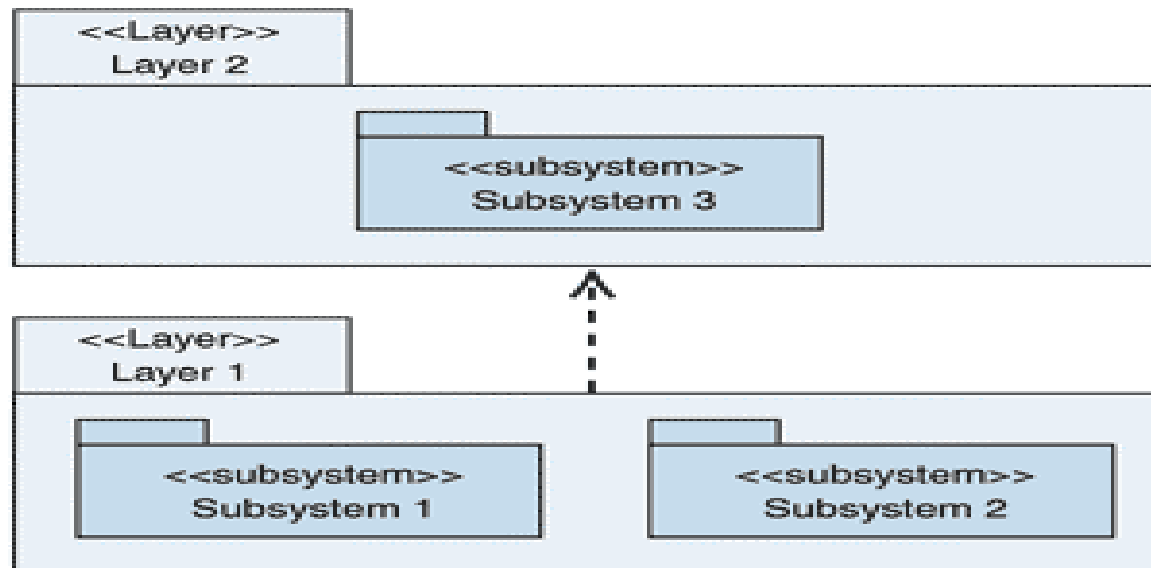 <<Layer>>
Layer 2
<<subsystem>>
Subsystem 3
<<Layer>>
Layer 1
<<subsystem>>
Subsystem 1
<<subsystem>>
Subsystem 2